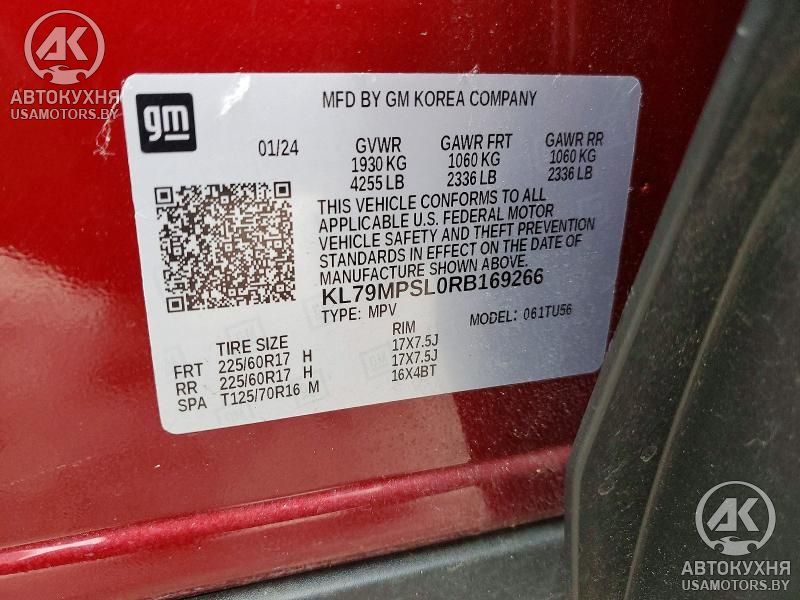 АК
АВТОКУХНЯ
USAMOTORS.BY
gm
MFD BY GM KOREA COMPANY
01/24 GVWR GAWR FRT GAWR RR
1930 KG 1060 KG 1060 KG
4255 LB 2336 LB 2336 LB
THIS VEHICLE CONFORMS TO ALL
APPLICABLE U.S. FEDERAL MOTOR
VEHICLE SAFETY AND THEFT PREVENTION
STANDARDS IN EFFECT ON THE DATE OF
MANUFACTURE SHOWN ABOVE.
KL79MPSL0RB169266
TYPE: MPV MODEL: 061TU56
TIRE SIZE RIM
FRT 225/60R17 H 17X7.5J
RR 225/60R17 H 17X7.5J
SPA T125/70R16 M 16X4BT
АК
АВТОКУХНЯ
USAMOTORS.BY